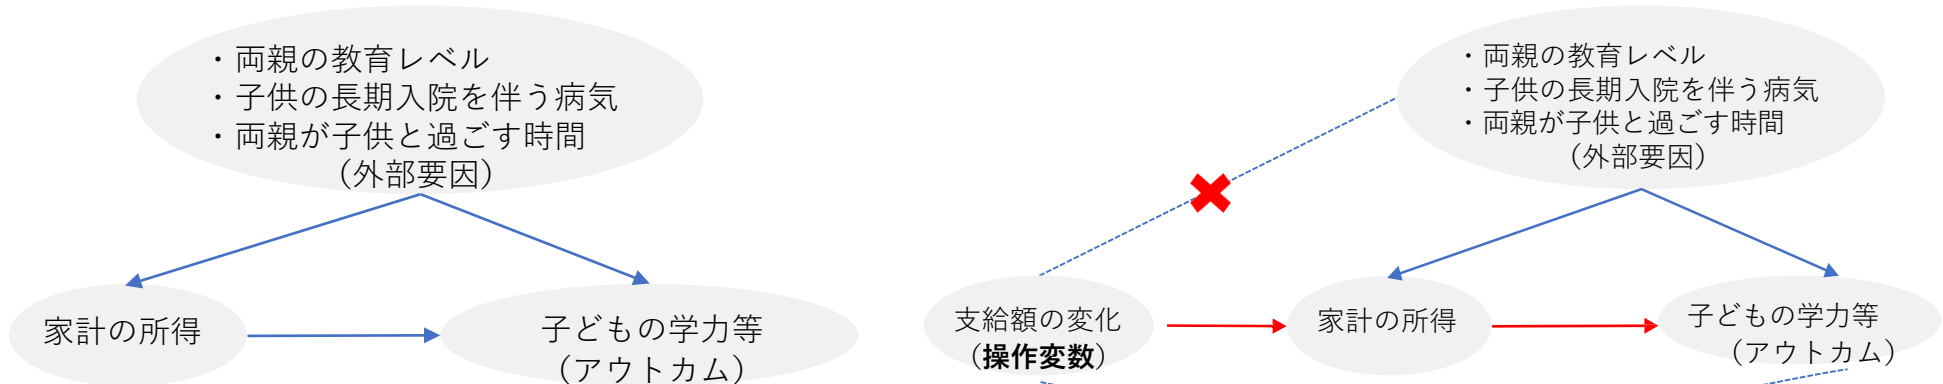 ・両親の教育レベル
・子供の長期入院を伴う病気
・両親が子供と過ごす時間
（外部要因）
家計の所得
子どもの学力等
（アウトカム）
・両親の教育レベル
・子供の長期入院を伴う病気
・両親が子供と過ごす時間
（外部要因）
支給額の変化
（操作変数）
家計の所得
子どもの学力等
（アウトカム）